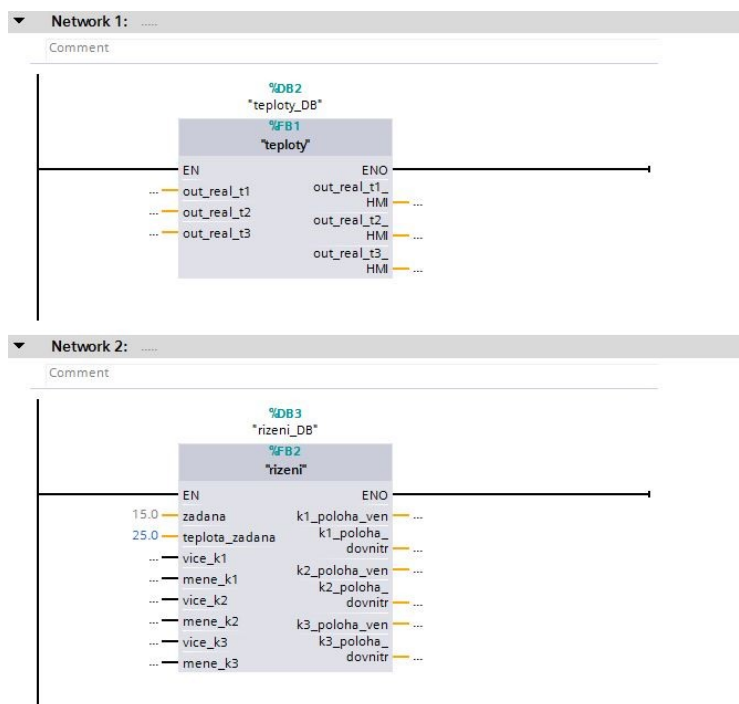 Network 1: .....
Comment
%DB2
"teploty_DB"
%FB1
"teploty"
EN ENO
... out_real_t1 out_real_t1_
HMI ...
... out_real_t2 out_real_t2_
HMI ...
... out_real_t3 out_real_t3_
HMI ...
Network 2: .....
Comment
%DB3
"rizeni_DB"
%FB2
"rizeni"
EN ENO
15.0 zadana k1_poloha_ven ...
25.0 teplota_zadana k1_poloha_
dovnitr ...
... vice_k1
... mene_k1 k2_poloha_ven ...
... vice_k2 k2_poloha_
dovnitr ...
... mene_k2 k3_poloha_ven ...
... vice_k3 k3_poloha_
dovnitr ...
... mene_k3